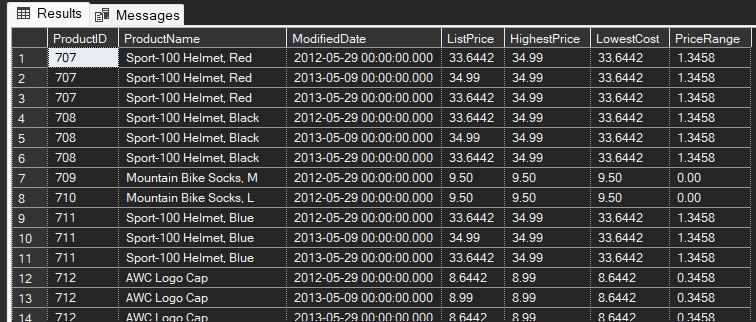 Results Messages
ProductID ProductName ModifiedDate ListPrice HighestPrice LowestCost PriceRange
1 707 Sport-100 Helmet, Red 2012-05-29 00:00:00.000 33.6442 34.99 33.6442 1.3458
2 707 Sport-100 Helmet, Red 2013-05-09 00:00:00.000 34.99 34.99 33.6442 1.3458
3 707 Sport-100 Helmet, Red 2013-05-29 00:00:00.000 33.6442 34.99 33.6442 1.3458
4 708 Sport-100 Helmet, Black 2012-05-29 00:00:00.000 33.6442 34.99 33.6442 1.3458
5 708 Sport-100 Helmet, Black 2013-05-09 00:00:00.000 34.99 34.99 33.6442 1.3458
6 708 Sport-100 Helmet, Black 2013-05-29 00:00:00.000 33.6442 34.99 33.6442 1.3458
7 709 Mountain Bike Socks, M 2012-05-29 00:00:00.000 9.50 9.50 9.50 0.00
8 710 Mountain Bike Socks, L 2012-05-29 00:00:00.000 9.50 9.50 9.50 0.00
9 711 Sport-100 Helmet, Blue 2012-05-29 00:00:00.000 33.6442 34.99 33.6442 1.3458
10 711 Sport-100 Helmet, Blue 2013-05-09 00:00:00.000 34.99 34.99 33.6442 1.3458
11 711 Sport-100 Helmet, Blue 2013-05-29 00:00:00.000 33.6442 34.99 33.6442 1.3458
12 712 AWC Logo Cap 2012-05-29 00:00:00.000 8.6442 8.99 8.6442 0.3458
13 712 AWC Logo Cap 2013-05-09 00:00:00.000 8.99 8.99 8.6442 0.3458
14 712 AWC Logo Cap 2013-05-29 00:00:00.000 8.6442 8.99 8.6442 0.3458